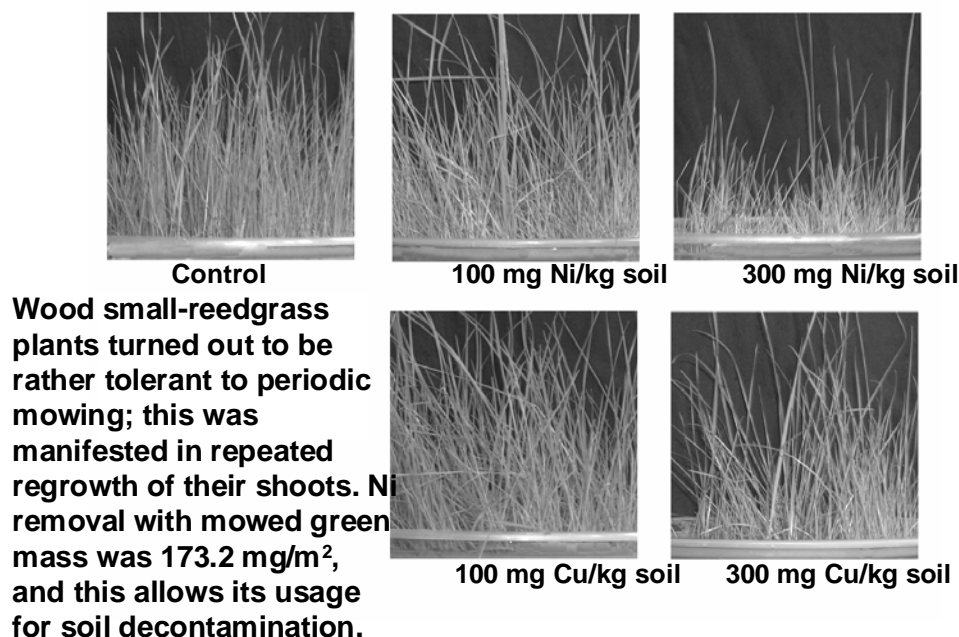 Control
100 mg Ni/kg soil
300 mg Ni/kg soil
Wood small-reedgrass
plants turned out to be
rather tolerant to periodic
mowing; this was
manifested in repeated
regrowth of their shoots. Ni
removal with mowed green
mass was 173.2 mg/m²,
and this allows its usage
for soil decontamination.
100 mg Cu/kg soil
300 mg Cu/kg soil